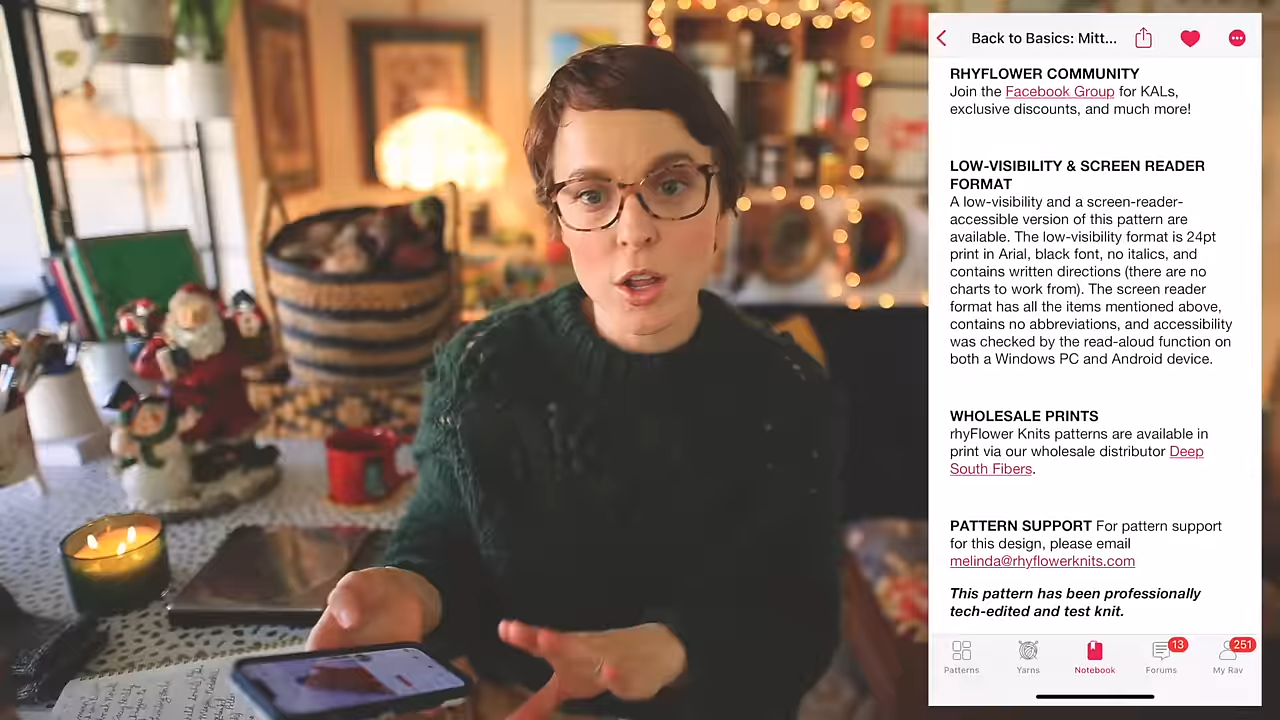 Back to Basics: Mitt...
RHYFLOWER COMMUNITY
Join the Facebook Group for KALs,
exclusive discounts, and much more!
LOW-VISIBILITY & SCREEN READER
FORMAT
A low-visibility and a screen-reader-
accessible version of this pattern are
available. The low-visibility format is 24pt
print in Arial, black font, no italics, and
contains written directions (there are no
charts to work from). The screen reader
format has all the items mentioned above,
contains no abbreviations, and accessibility
was checked by the read-aloud function on
both a Windows PC and Android device.
WHOLESALE PRINTS
rhyFlower Knits patterns are available in
print via our wholesale distributor Deep
South Fibers.
PATTERN SUPPORT For pattern support
for this design, please email
melinda@rhyflowerknits.com
This pattern has been professionally
tech-edited and test knit.
13 251
Patterns Yarns Notebook Forums My Rav